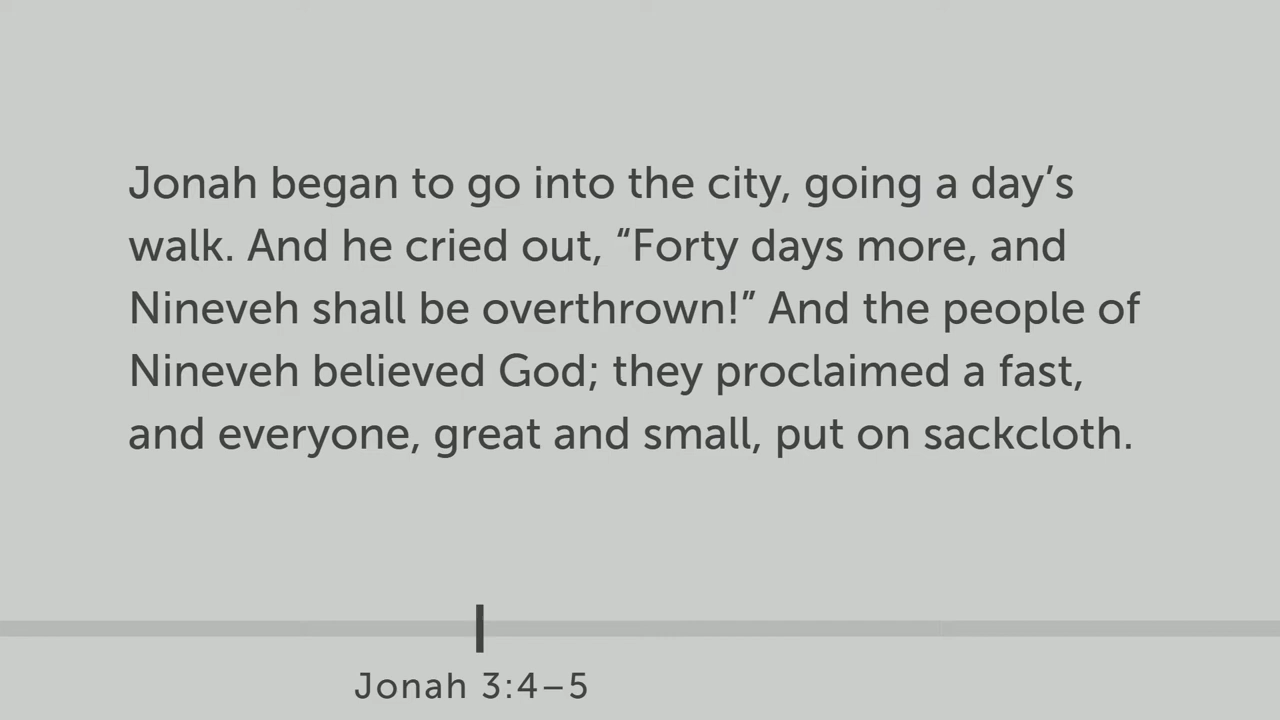 Jonah began to go into the city, going a day’s
walk. And he cried out, “Forty days more, and
Nineveh shall be overthrown!” And the people of
Nineveh believed God; they proclaimed a fast,
and everyone, great and small, put on sackcloth.
Jonah 3:4–5